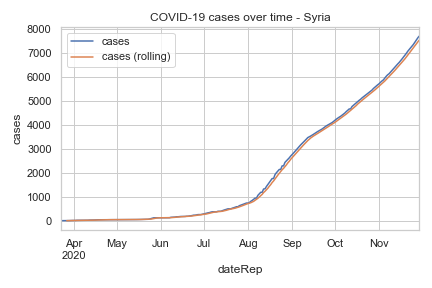 COVID-19 cases over time - Syria
cases
cases (rolling)
8000
7000
6000
5000
4000
3000
2000
1000
0
cases
Apr May Jun Jul Aug Sep Oct Nov
2020
dateRep